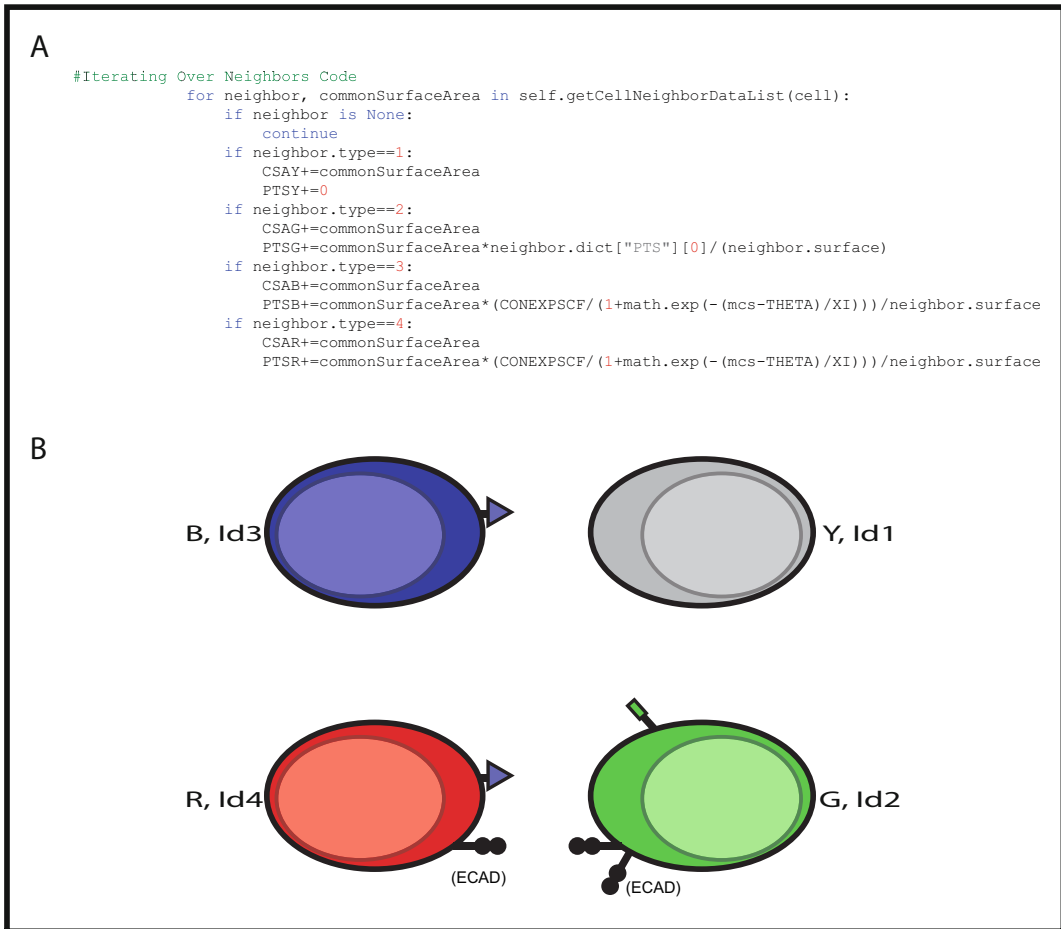 A
#Iterating Over Neighbors Code
for neighbor, commonSurfaceArea in self.getCellNeighborDataList(cell):
if neighbor is None:
continue
if neighbor.type==1:
CSAY+=commonSurfaceArea
PTSY+=0
if neighbor.type==2:
CSAG+=commonSurfaceArea
PTSG+=commonSurfaceArea*neighbor.dict["PTS"][0]/(neighbor.surface)
if neighbor.type==3:
CSAB+=commonSurfaceArea
PTSB+=commonSurfaceArea*(CONEXPSCF/(1+math.exp(-(mcs-THETA)/XI)))/neighbor.surface
if neighbor.type==4:
CSAR+=commonSurfaceArea
PTSR+=commonSurfaceArea*(CONEXPSCF/(1+math.exp(-(mcs-THETA)/XI)))/neighbor.surface
B
B, Id3
Y, Id1
R, Id4
G, Id2
(ECAD)
(ECAD)